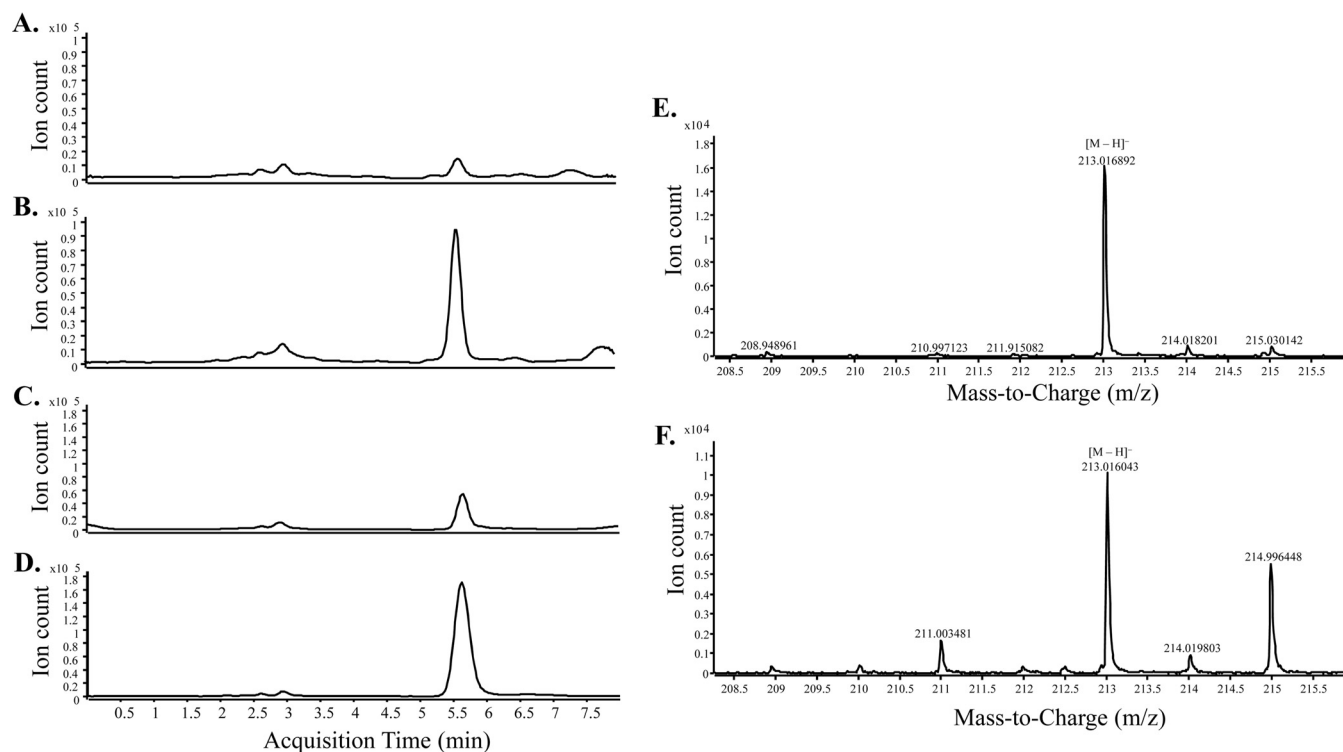 A.
x10 5
1
0.9
0.8
0.7
0.6
0.5
0.4
0.3
0.2
0.1
0
Ion count
B.
x10 5
1
0.9
0.8
0.7
0.6
0.5
0.4
0.3
0.2
0.1
0
Ion count
C.
x10 5
1.8
1.6
1.4
1.2
1
0.8
0.6
0.4
0.2
0
Ion count
D.
x10 5
1.8
1.6
1.4
1.2
1
0.8
0.6
0.4
0.2
0
Ion count
0.5 1 1.5 2 2.5 3 3.5 4 4.5 5 5.5 6 6.5 7 7.5
Acquisition Time (min)
E.
x10 4
1.8
1.6
1.4
1.2
1
0.8
0.6
0.4
0.2
0
Ion count
[M – H]⁻
213.016892
208.948961
210.997123
211.915082
214.018201
215.030142
208.5 209 209.5 210 210.5 211 211.5 212 212.5 213 213.5 214 214.5 215 215.5
Mass-to-Charge (m/z)
F.
x10 4
1.1
1
0.9
0.8
0.7
0.6
0.5
0.4
0.3
0.2
0.1
0
Ion count
[M – H]⁻
213.016043
214.996448
211.003481
214.019803
208.5 209 209.5 210 210.5 211 211.5 212 212.5 213 213.5 214 214.5 215 215.5
Mass-to-Charge (m/z)